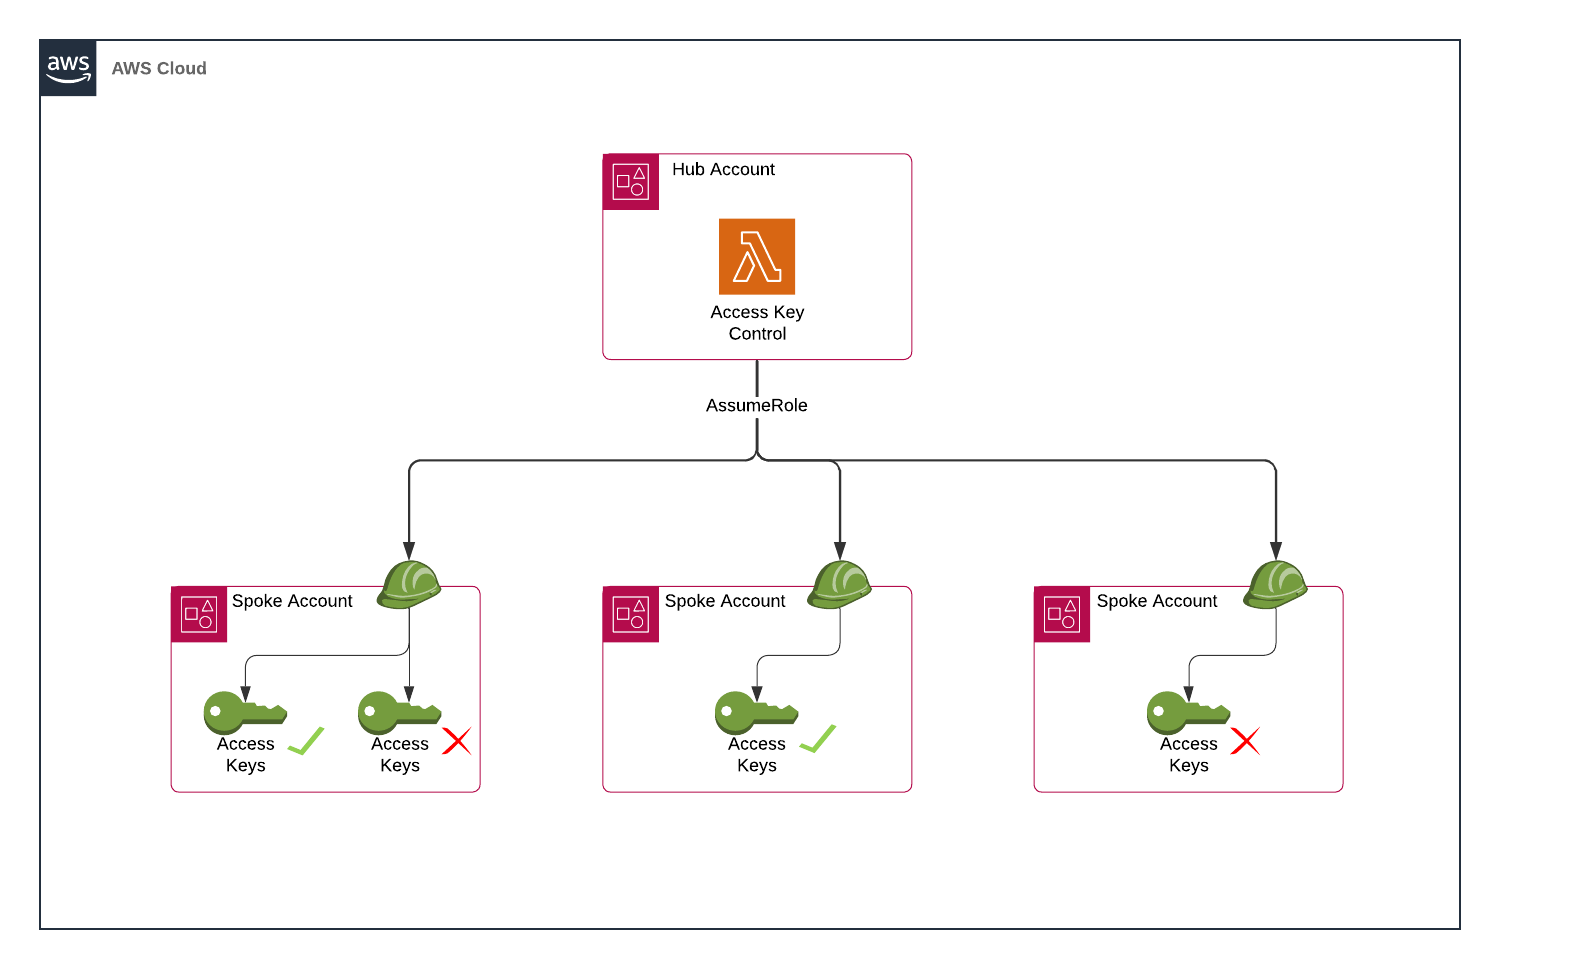 aws
AWS Cloud
Hub Account
Access Key
Control
AssumeRole
Spoke Account
Access
Keys
Access
Keys
Spoke Account
Access
Keys
Spoke Account
Access
Keys